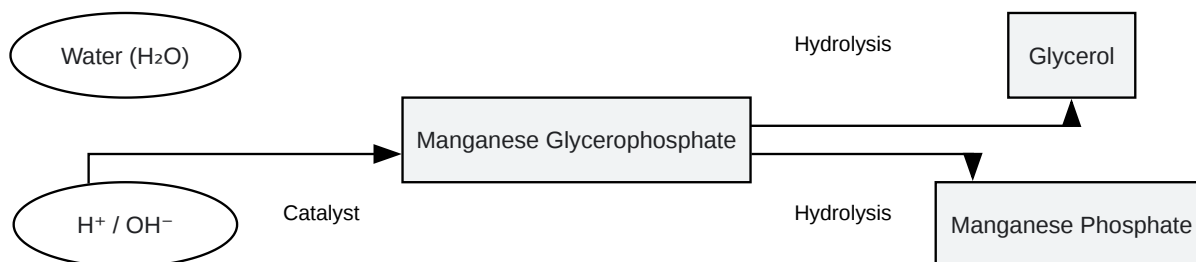 Water (H₂O)
Hydrolysis
Glycerol
Manganese Glycerophosphate
H⁺ / OH⁻
Catalyst
Hydrolysis
Manganese Phosphate